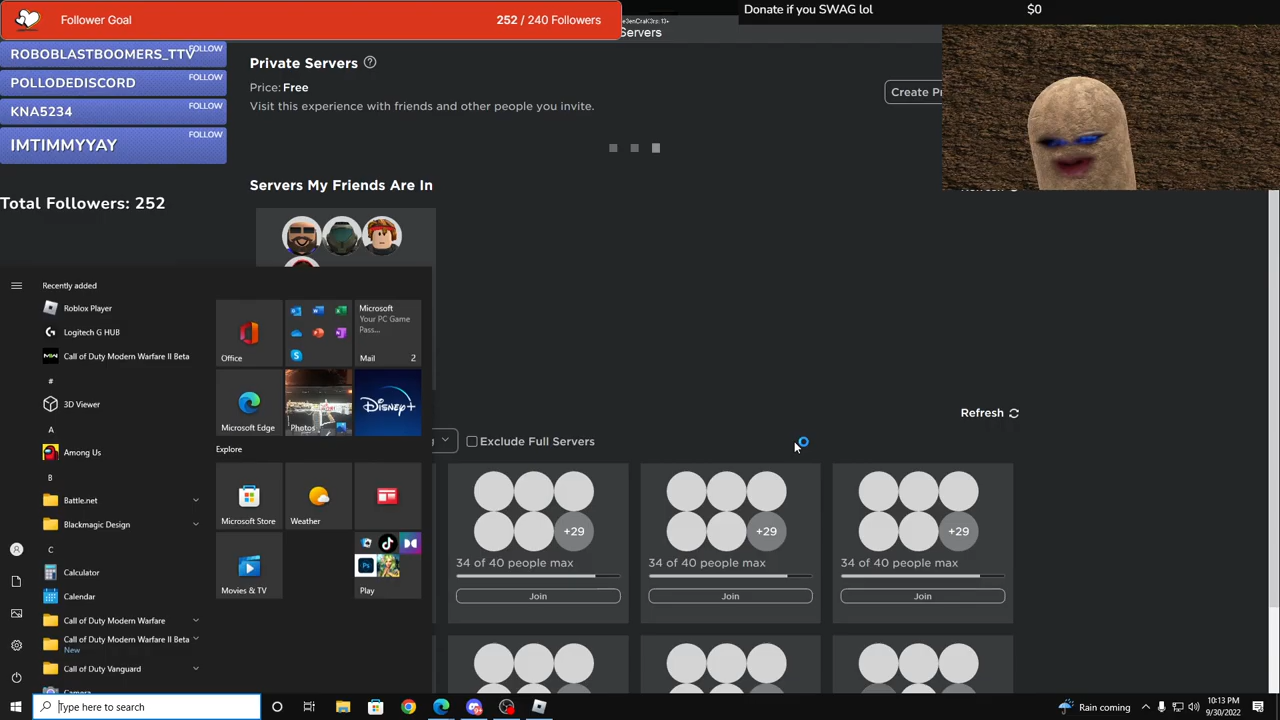 Follower Goal
252 / 240 Followers
Donate if you SWAG lol
$0
Servers
ROBOBLASTBOOMERS_TTV
FOLLOW
POLLODEDISCORD
FOLLOW
KNA5234
FOLLOW
IMTIMMYYAY
FOLLOW
Total Followers: 252
Private Servers
Price: Free
Visit this experience with friends and other people you invite.
Create Pr
Servers My Friends Are In
Refresh
Exclude Full Servers
+29
+29
+29
34 of 40 people max
34 of 40 people max
34 of 40 people max
Join
Join
Join
Recently added
Roblox Player
Logitech G HUB
Call of Duty Modern Warfare II Beta
#
3D Viewer
A
Among Us
B
Battle.net
Blackmagic Design
C
Calculator
Calendar
Call of Duty Modern Warfare
Call of Duty Modern Warfare II Beta
New
Call of Duty Vanguard
Camera
Office
Microsoft
Your PC Game
Pass...
Mail
2
Microsoft Edge
Photos
Disney+
Explore
Microsoft Store
Weather
Movies & TV
Play
Type here to search
Rain coming
10:13 PM
9/30/2022